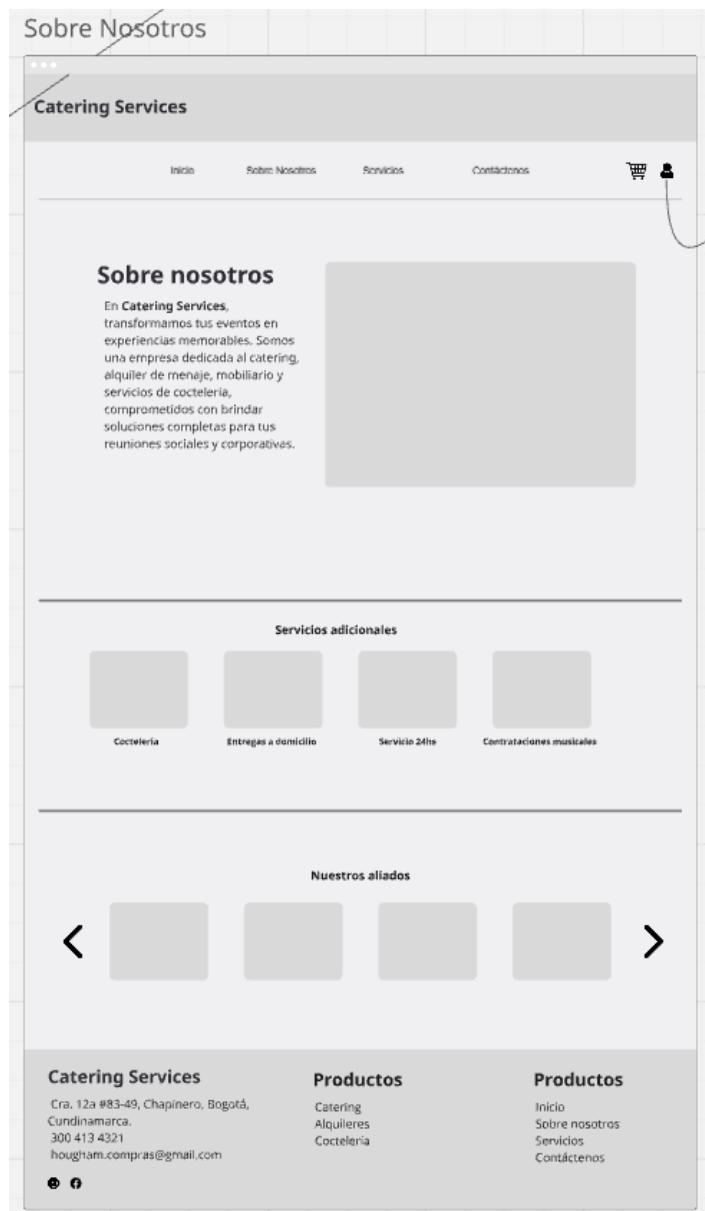 Sobre Nosotros
Catering Services
Inicio
Sobre Nosotros
Servicios
Contáctenos
Sobre nosotros
En Catering Services,
transformamos tus eventos en
experiencias memorables. Somos
una empresa dedicada al catering,
alquiler de menaje, mobiliario y
servicios de coctelería,
comprometidos con brindar
soluciones completas para tus
reuniones sociales y corporativas.
Servicios adicionales
Coctelería
Entregas a domicilio
Servicio 24hs
Contrataciones musicales
Nuestros aliados
Catering Services
Cra. 12a #83-49, Chapinero, Bogotá,
Cundinamarca.
300 413 4321
hougham.compras@gmail.com
Productos
Catering
Alquileres
Coctelería
Productos
Inicio
Sobre nosotros
Servicios
Contáctenos